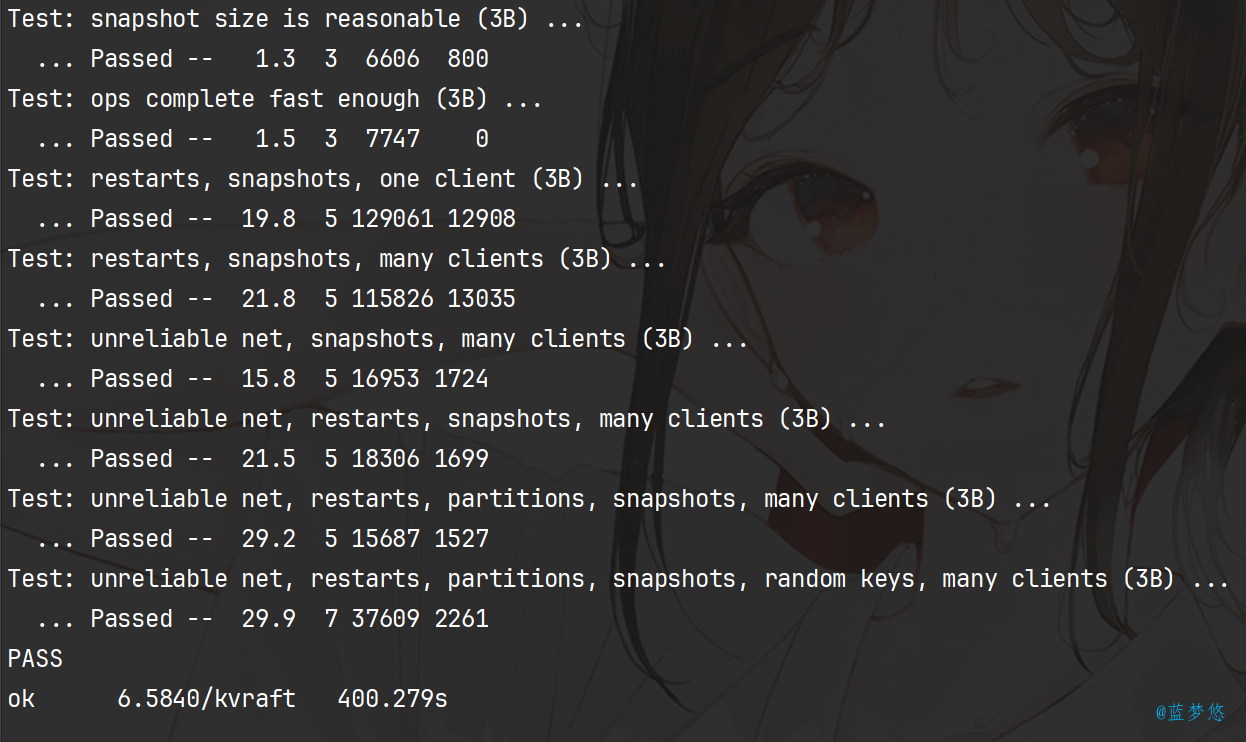 Test: snapshot size is reasonable (3B) ...
  ... Passed --   1.3  3  6606  800
Test: ops complete fast enough (3B) ...
  ... Passed --   1.5  3  7747    0
Test: restarts, snapshots, one client (3B) ...
  ... Passed --  19.8  5 129061 12908
Test: restarts, snapshots, many clients (3B) ...
  ... Passed --  21.8  5 115826 13035
Test: unreliable net, snapshots, many clients (3B) ...
  ... Passed --  15.8  5 16953 1724
Test: unreliable net, restarts, snapshots, many clients (3B) ...
  ... Passed --  21.5  5 18306 1699
Test: unreliable net, restarts, partitions, snapshots, many clients (3B) ...
  ... Passed --  29.2  5 15687 1527
Test: unreliable net, restarts, partitions, snapshots, random keys, many clients (3B) ...
  ... Passed --  29.9  7 37609 2261
PASS
ok      6.5840/kvraft   400.279s
@蓝梦悠